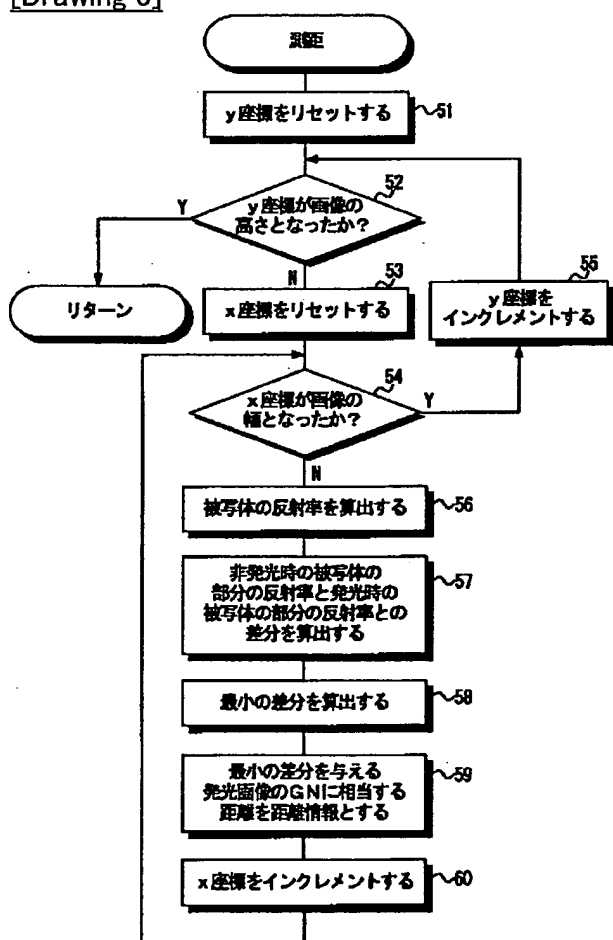 [Drawing 6]
測距
y座標をリセットする
51
52
y座標が画像の
高さとなったか?
Y
N
53
リターン
x座標をリセットする
55
y座標を
インクリメントする
54
x座標が画像の
幅となったか?
Y
N
被写体の反射率を算出する
56
非発光時の被写体の
部分の反射率と発光時の
被写体の部分の反射率との
差分を算出する
57
最小の差分を算出する
58
最小の差分を与える
発光画像のGNに相当する
距離を距離情報とする
59
x座標をインクメントする
60